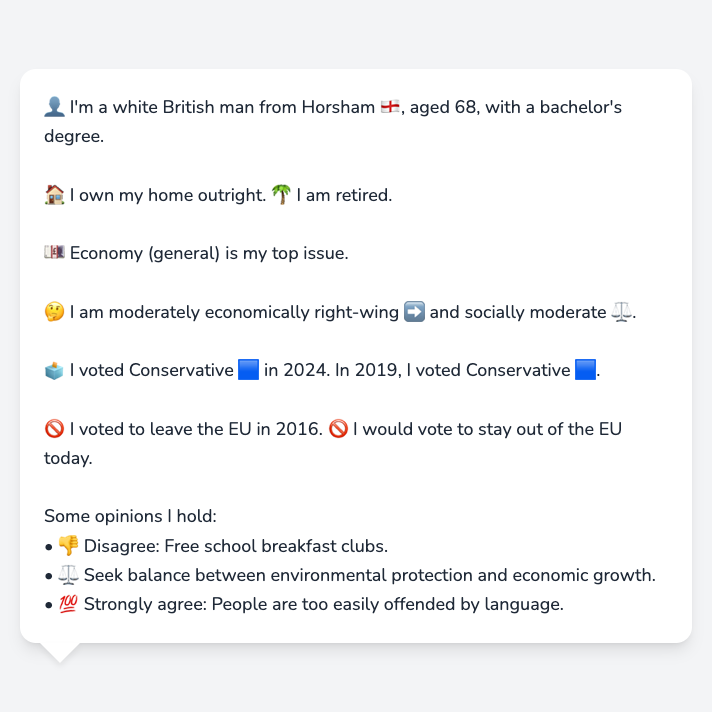 👤 I'm a white British man from Horsham 🏴󠁧󠁢󠁥󠁮󠁧󠁿, aged 68, with a bachelor's
degree.
🏠 I own my home outright. 🌴 I am retired.
💷 Economy (general) is my top issue.
🤔 I am moderately economically right-wing ➡️ and socially moderate ⚖️.
🗳️ I voted Conservative 🟦 in 2024. In 2019, I voted Conservative 🟦.
🚫 I voted to leave the EU in 2016. 🚫 I would vote to stay out of the EU
today.
Some opinions I hold:
• 👎 Disagree: Free school breakfast clubs.
• ⚖️ Seek balance between environmental protection and economic growth.
• 💯 Strongly agree: People are too easily offended by language.